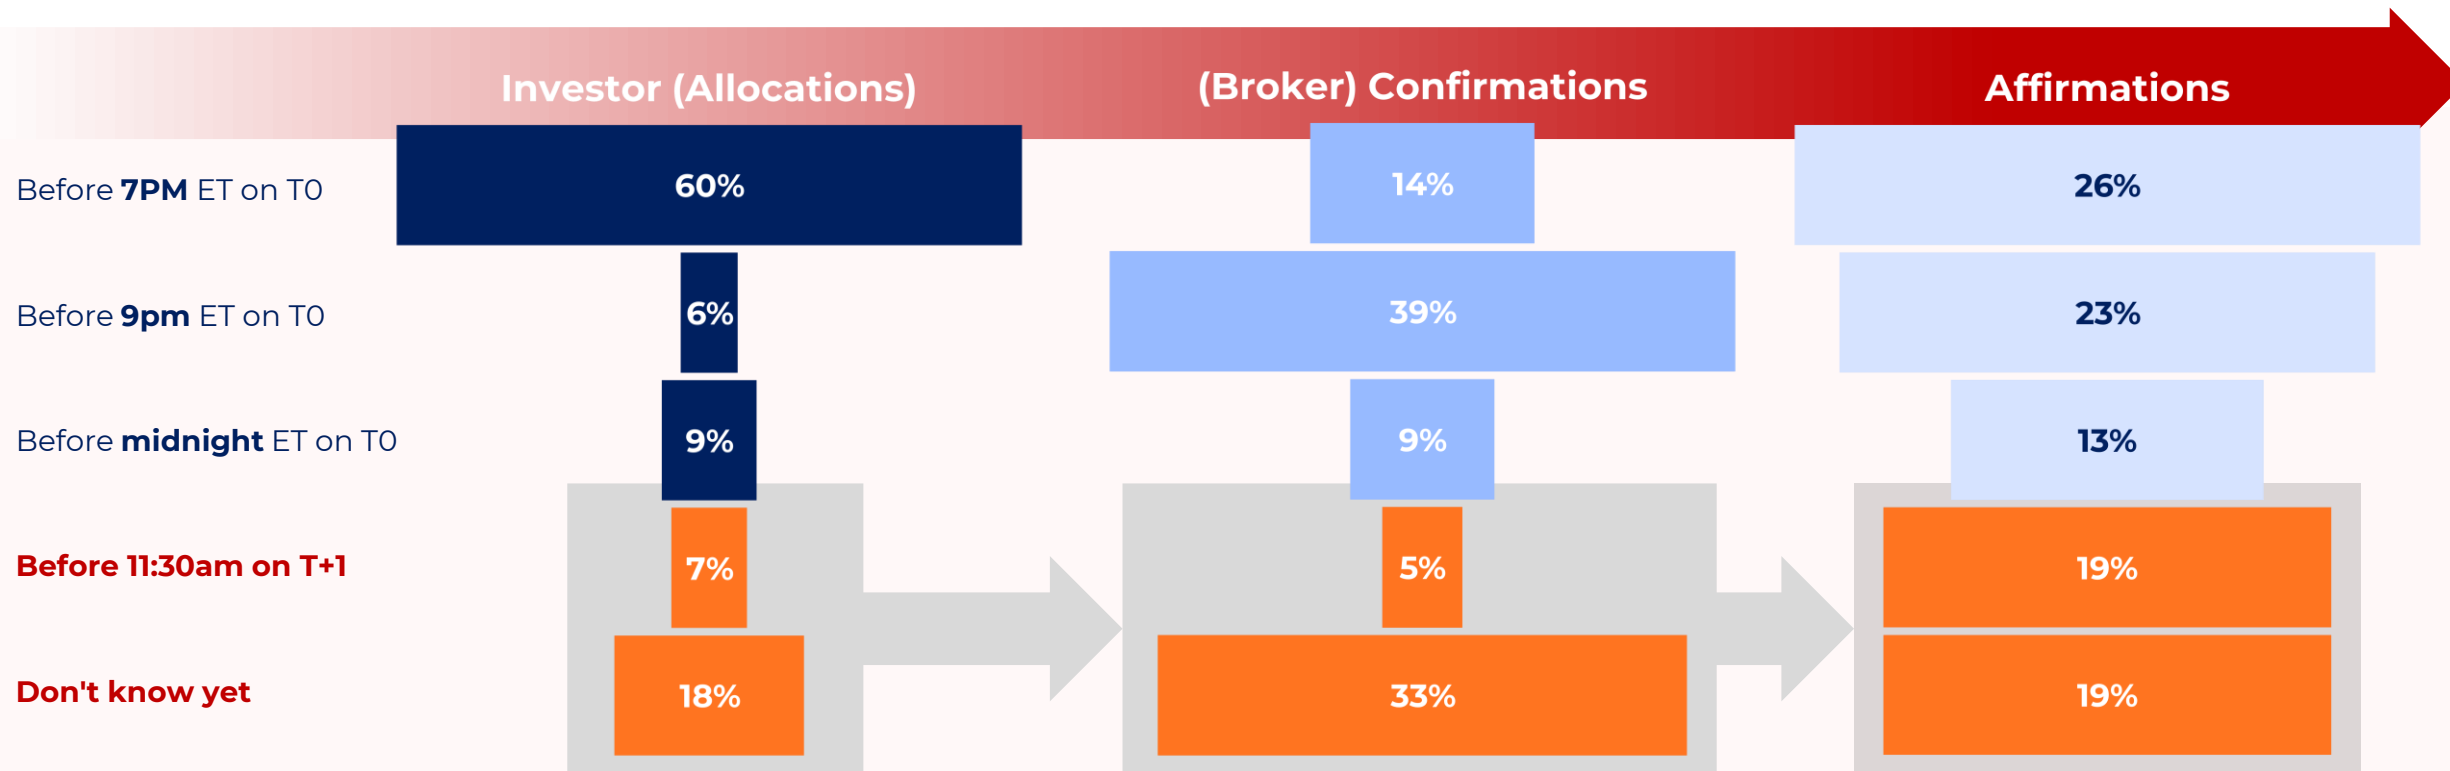 Investor (Allocations) (Broker) Confirmations Affirmations
Before 7PM ET on T0 60% 14% 26%
Before 9pm ET on T0 6% 39% 23%
Before midnight ET on T0 9% 9% 13%
Before 11:30am on T+1 7% 5% 19%
Don't know yet 18% 33% 19%